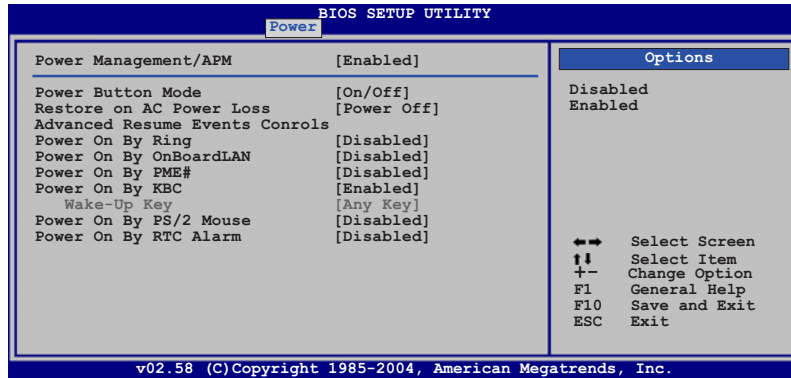 BIOS SETUP UTILITY
Power
Power Management/APM [Enabled]
Power Button Mode [On/Off]
Restore on AC Power Loss [Power Off]
Advanced Resume Events Conrols
Power On By Ring [Disabled]
Power On By OnBoardLAN [Disabled]
Power On By PME# [Disabled]
Power On By KBC [Enabled]
Wake-Up Key [Any Key]
Power On By PS/2 Mouse [Disabled]
Power On By RTC Alarm [Disabled]
Options
Disabled
Enabled
Select Screen
Select Item
+- Change Option
F1 General Help
F10 Save and Exit
ESC Exit
v02.58 (C)Copyright 1985-2004, American Megatrends, Inc.